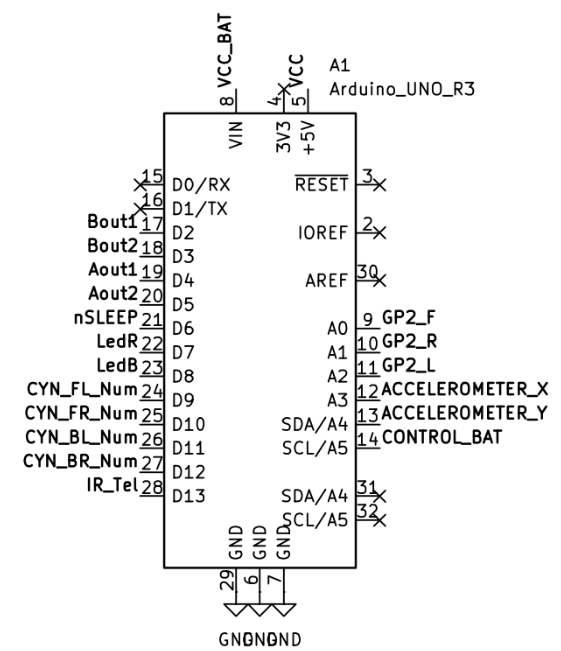 VCC_BAT
VCC
A1
Arduino_UNO_R3
8
4
5
VIN
3V3
+5V
15 D0/RX RESET 3
16 D1/TX
Bout1 17 D2 IOREF 2
Bout2 18 D3
Aout1 19 D4 AREF 30
Aout2 20 D5
nSLEEP 21 D6 A0 9 GP2_F
LedR 22 D7 A1 10 GP2_R
LedB 23 D8 A2 11 GP2_L
CYN_FL_Num 24 D9 A3 12 ACCELEROMETER_X
CYN_FR_Num 25 D10 SDA/A4 13 ACCELEROMETER_Y
CYN_BL_Num 26 D11 SCL/A5 14 CONTROL_BAT
CYN_BR_Num 27 D12
IR_Tel 28 D13 SDA/A4 31
SCL/A5 32
GND GND GND
29 6 7
GND GND GND